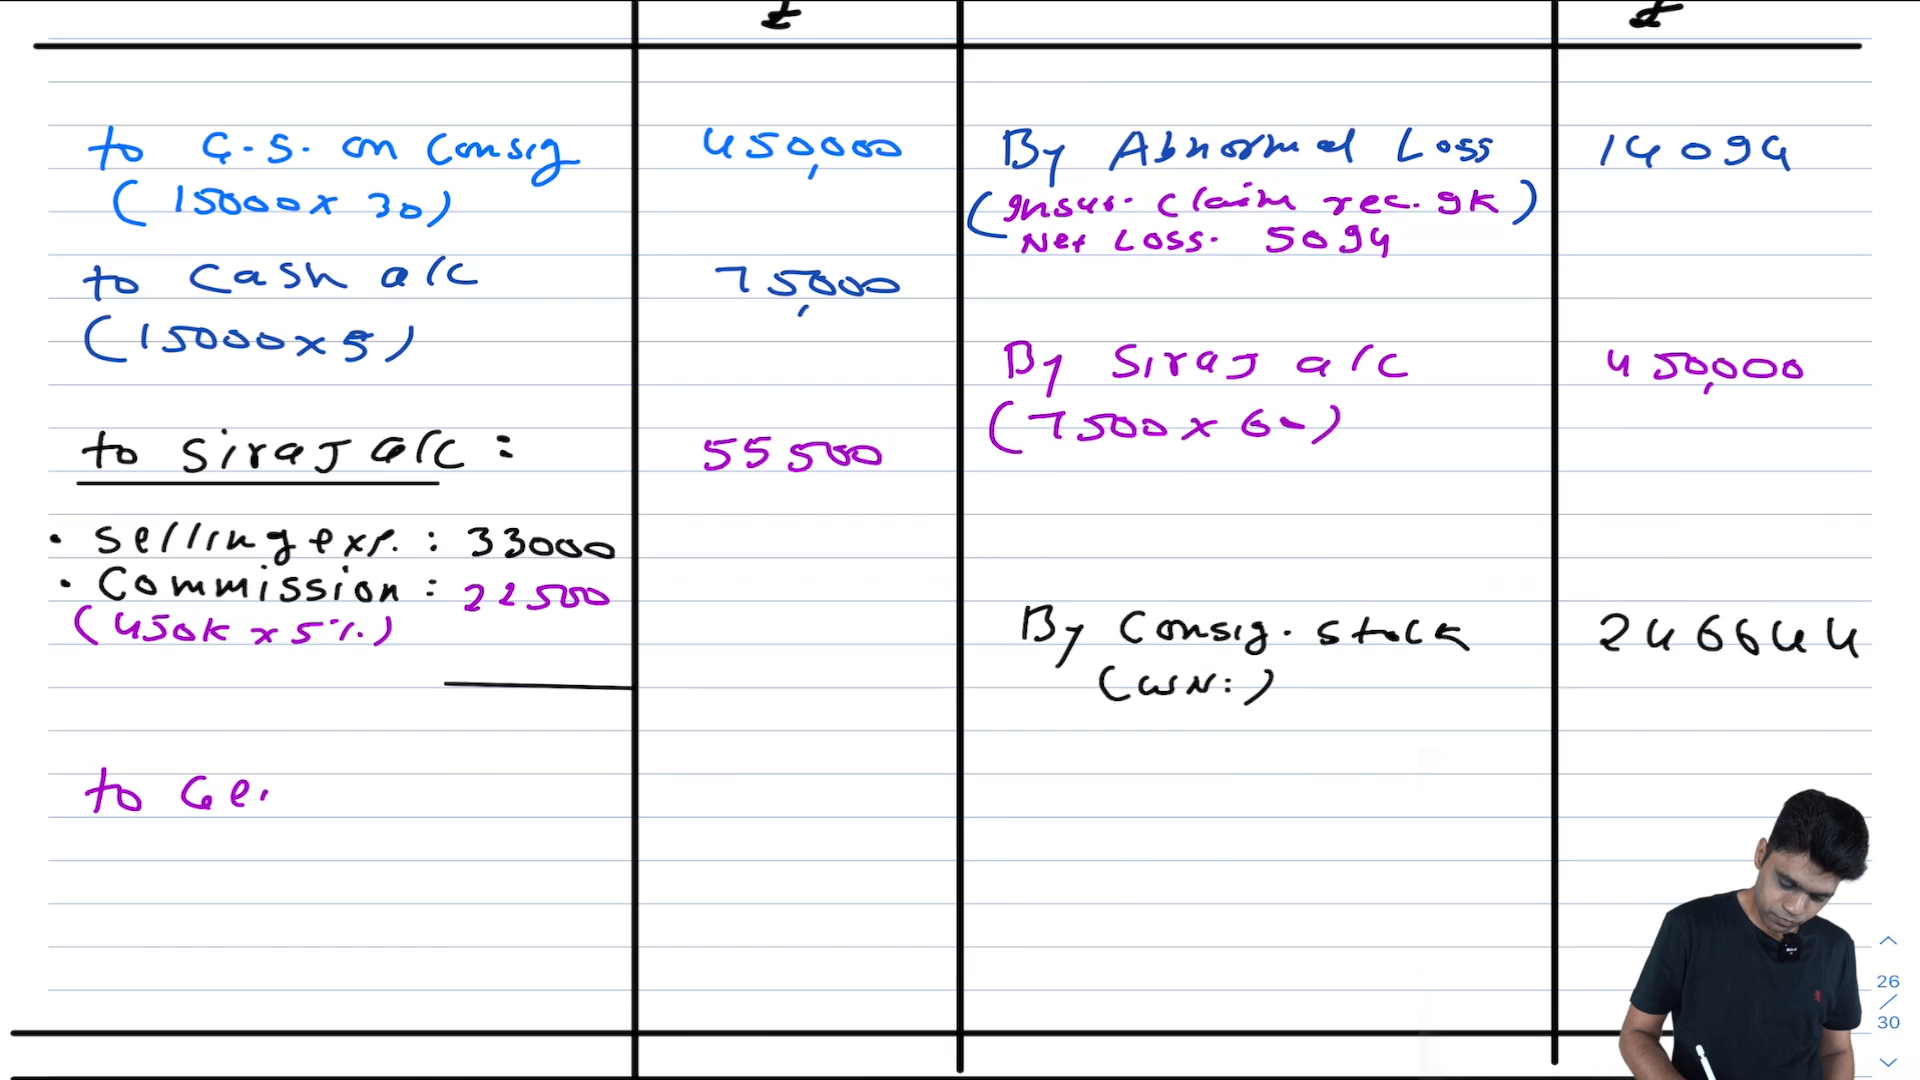 ₹ ₹
to G.S. on Consig 450,000
(15000 x 30)
to Cash a/c 75,000
(15000 x 5)
to Siraj a/c : 55500
• Selling exp. : 33000
• Commission : 22500
(450K x 5%)
to Ge.
By Abnormal Loss 14094
(Insur. Claim rec. 9K)
Net Loss. 5094
By Siraj a/c 450,000
(7500 x 60)
By Consig. stock 246644
(WN:)
26
/
30